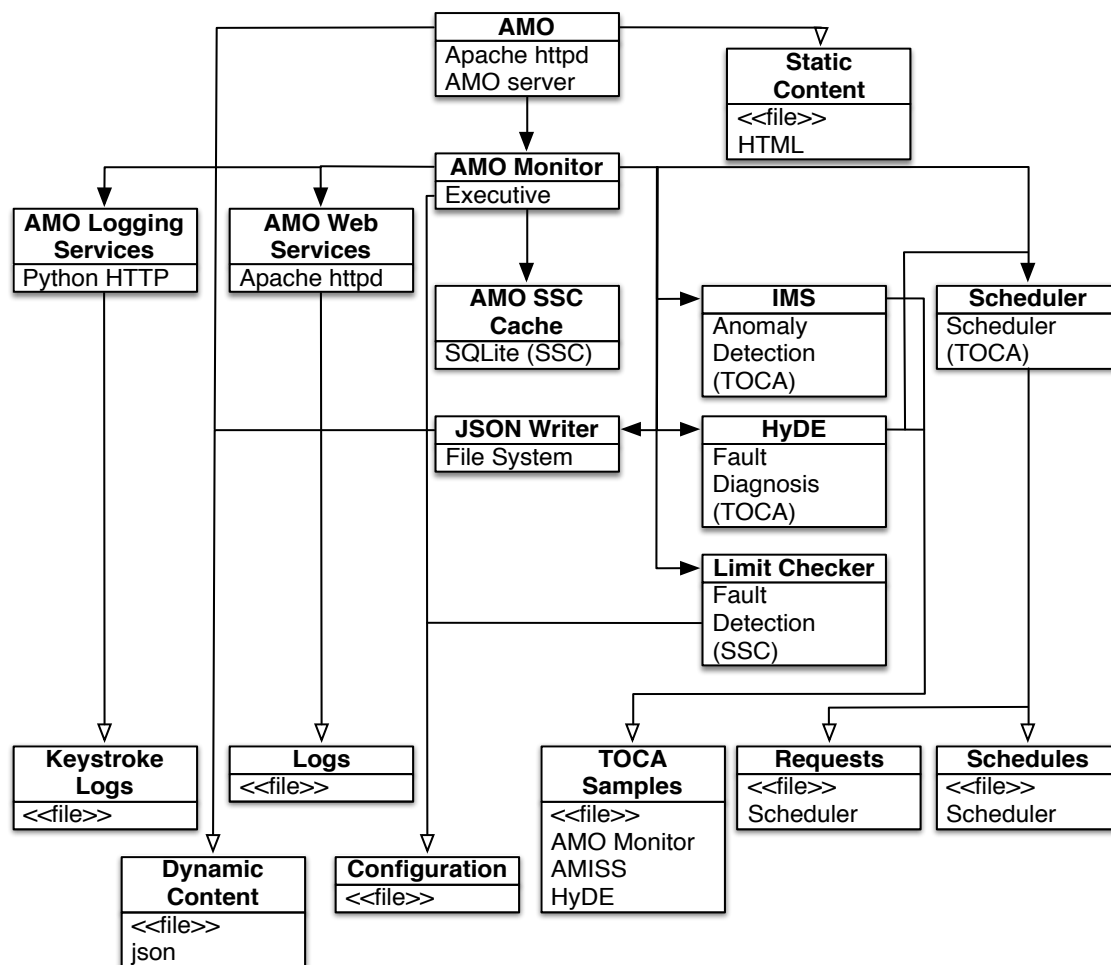 AMO
Apache httpd
AMO server
Static
Content
<<file>>
HTML
AMO Monitor
Executive
AMO Logging
Services
Python HTTP
AMO Web
Services
Apache httpd
AMO SSC
Cache
SQLite (SSC)
IMS
Anomaly
Detection
(TOCA)
Scheduler
Scheduler
(TOCA)
JSON Writer
File System
HyDE
Fault
Diagnosis
(TOCA)
Limit Checker
Fault
Detection
(SSC)
Keystroke
Logs
<<file>>
Logs
<<file>>
TOCA
Samples
<<file>>
AMO Monitor
AMISS
HyDE
Requests
<<file>>
Scheduler
Schedules
<<file>>
Scheduler
Dynamic
Content
<<file>>
json
Configuration
<<file>>